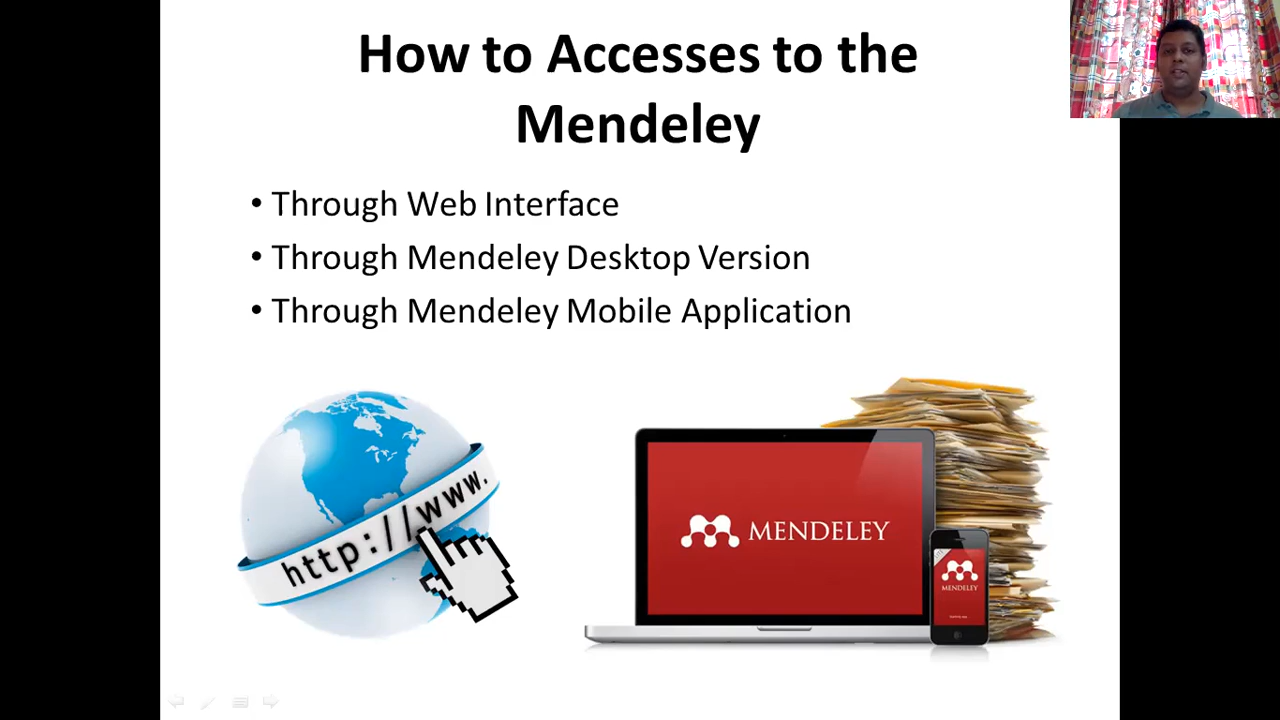 How to Accesses to the
Mendeley
• Through Web Interface
• Through Mendeley Desktop Version
• Through Mendeley Mobile Application
http://www.
MENDELEY
MENDELEY